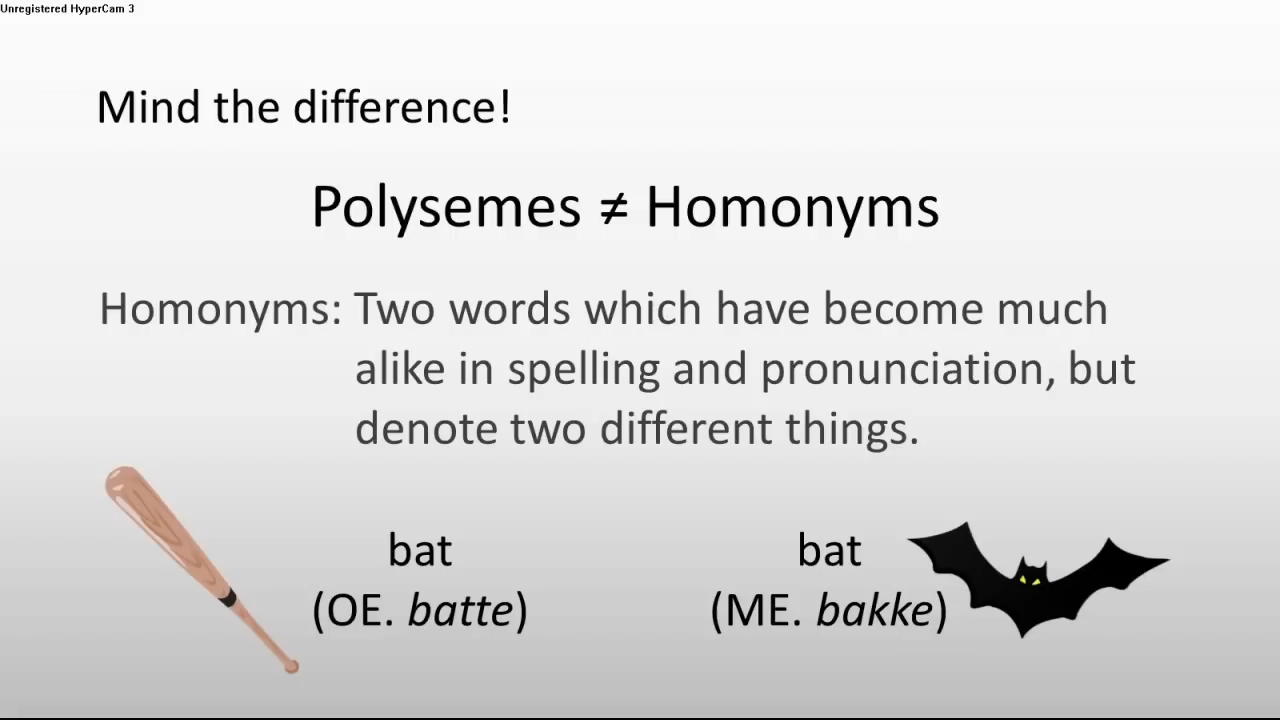 Unregistered HyperCam 3
Mind the difference!
Polysemes ≠ Homonyms
Homonyms: Two words which have become much
alike in spelling and pronunciation, but
denote two different things.
bat
(OE. batte)
bat
(ME. bakke)